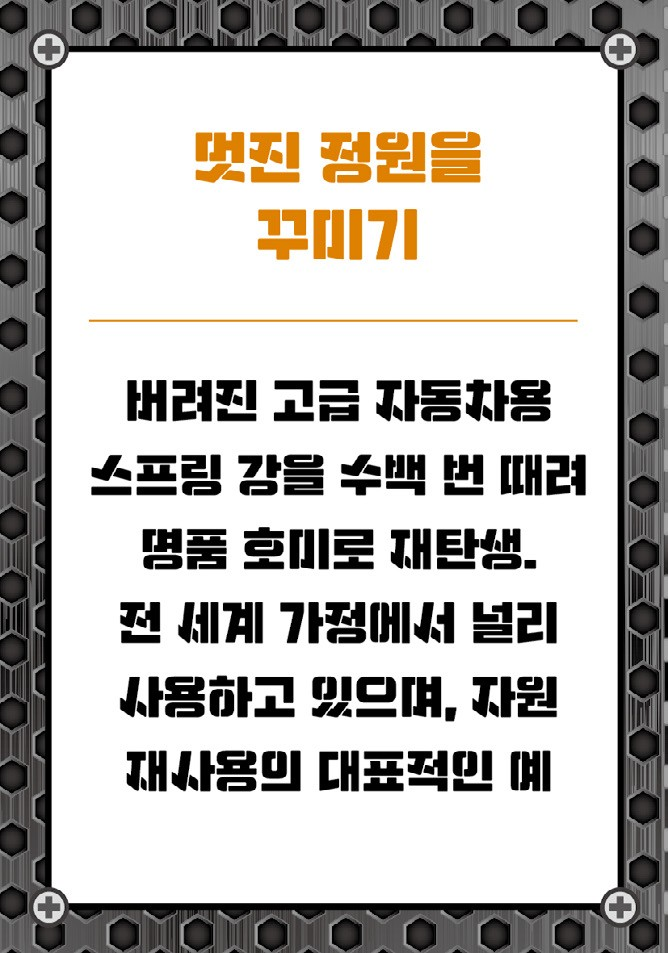 멋진 정원을
꾸미기
버려진 고급 자동차용
스프링 강을 수백 번 때려
명품 호미로 재탄생.
전 세계 가정에서 널리
사용하고 있으며, 자원
재사용의 대표적인 예